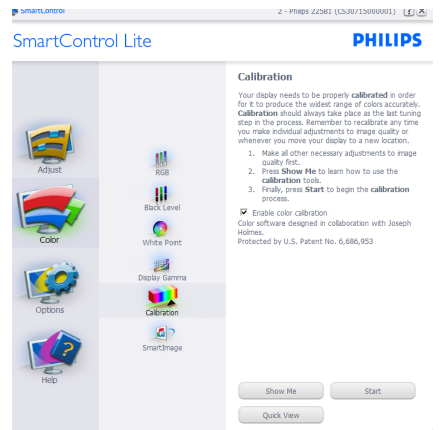 SmartControl
2 - Philips 225B1 (CS30715000001)
SmartControl Lite
PHILIPS
Adjust
Color
Options
Help
RGB
Black Level
White Point
Display Gamma
Calibration
SmartImage
Calibration
Your display needs to be properly calibrated in order
for it to produce the widest range of colors accurately.
Calibration should always take place as the last tuning
step in the process. Remember to recalibrate any time
you make individual adjustments to image quality or
whenever you move your display to a new location.
1. Make all other necessary adjustments to image
quality first.
2. Press Show Me to learn how to use the
calibration tools.
3. Finally, press Start to begin the calibration
process.
Enable color calibration
Color software designed in collaboration with Joseph
Holmes.
Protected by U.S. Patent No. 6,686,953
Show Me
Start
Quick View